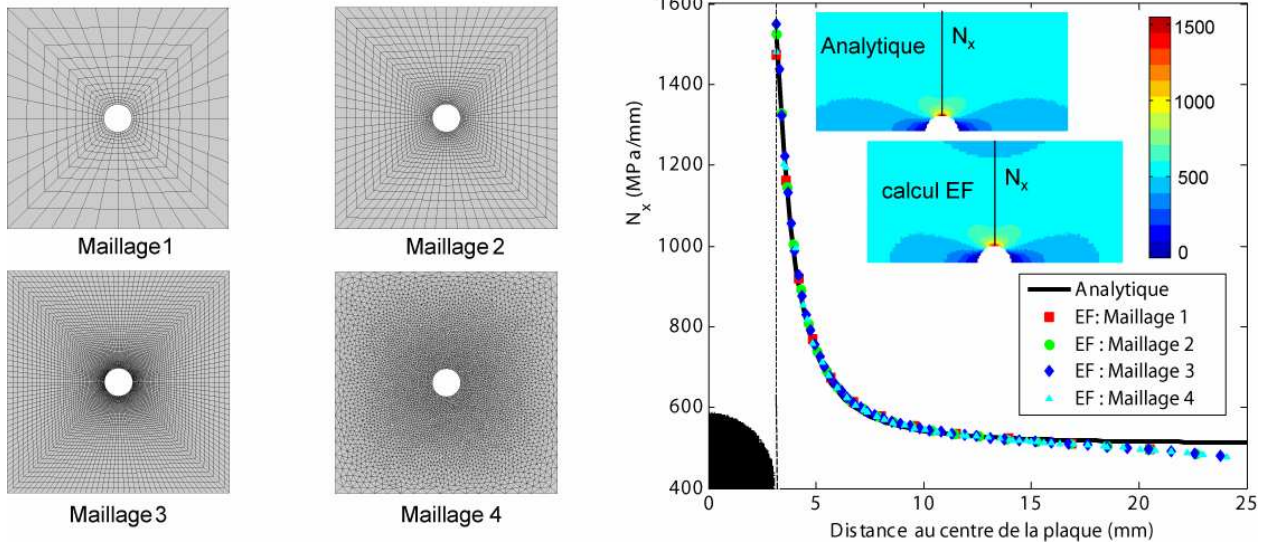 Maillage 1
Maillage 2
Maillage 3
Maillage 4
1600
1400
1200
1000
800
600
400
N_x (MPa/mm)
Analytique
N_x
calcul EF
N_x
1500
1000
500
0
Analytique
EF: Maillage 1
EF : Maillage 2
EF : Maillage 3
EF : Maillage 4
0 5 10 15 20 25
Distance au centre de la plaque (mm)